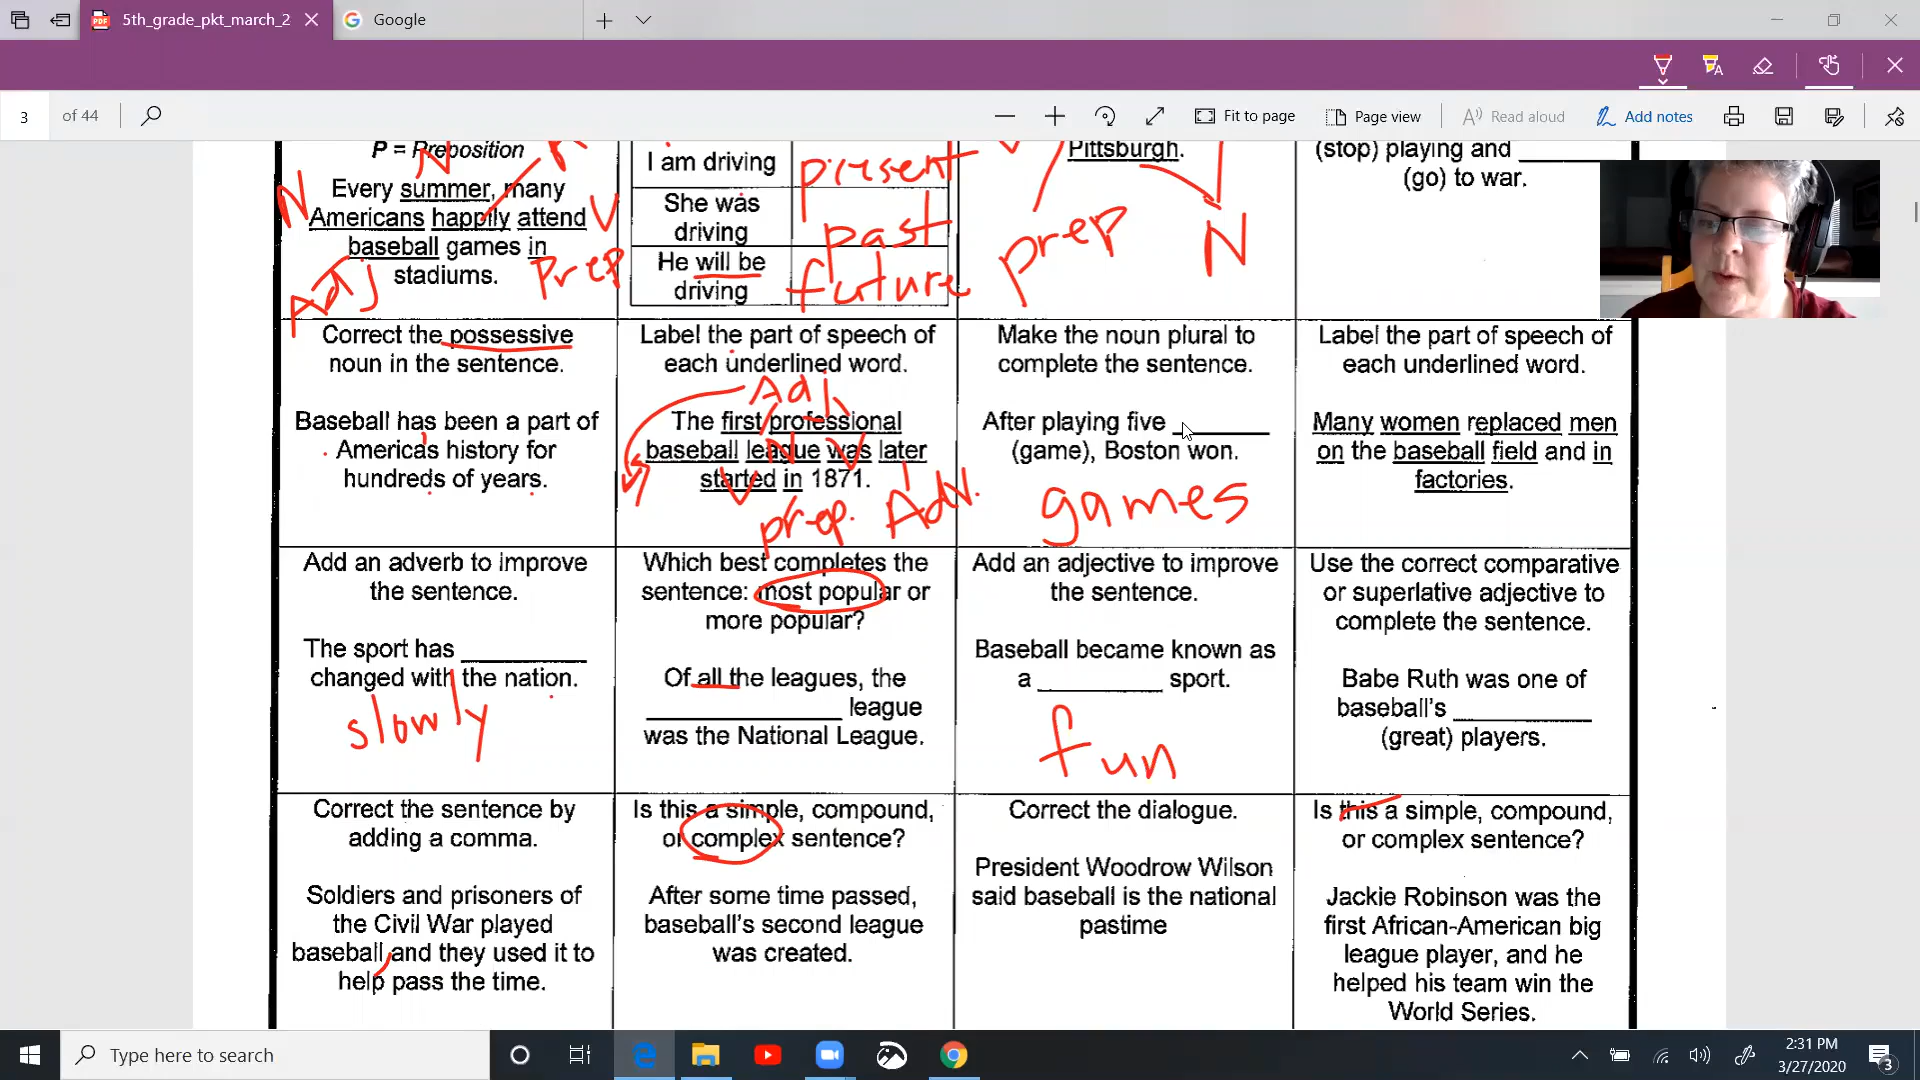 5th_grade_pkt_march_2
Google
3 of 44
Fit to page
Page view
Read aloud
Add notes
P = Preposition
N
Every summer, many
Americans happily attend
baseball games in
stadiums.
N
V
Adj
Prep
I am driving
present
She was
driving
past
He will be
driving
future
Pittsburgh.
prep
N
(stop) playing and
(go) to war.
Correct the possessive
noun in the sentence.
Baseball has been a part of
America's history for
hundreds of years.
Label the part of speech of
each underlined word.
Adj
The first professional
baseball league was later
started in 1871.
N V
V
prep. Adv.
Make the noun plural to
complete the sentence.
After playing five
(game), Boston won.
games
Label the part of speech of
each underlined word.
Many women replaced men
on the baseball field and in
factories.
Add an adverb to improve
the sentence.
The sport has
changed with the nation.
slowly
Which best completes the
sentence: most popular or
more popular?
Of all the leagues, the
league
was the National League.
Add an adjective to improve
the sentence.
Baseball became known as
a sport.
fun
Use the correct comparative
or superlative adjective to
complete the sentence.
Babe Ruth was one of
baseball's
(great) players.
Correct the sentence by
adding a comma.
Soldiers and prisoners of
the Civil War played
baseball, and they used it to
help pass the time.
Is this a simple, compound,
or complex sentence?
After some time passed,
baseball's second league
was created.
Correct the dialogue.
President Woodrow Wilson
said baseball is the national
pastime
Is this a simple, compound,
or complex sentence?
Jackie Robinson was the
first African-American big
league player, and he
helped his team win the
World Series.
Type here to search
2:31 PM
3/27/2020
3